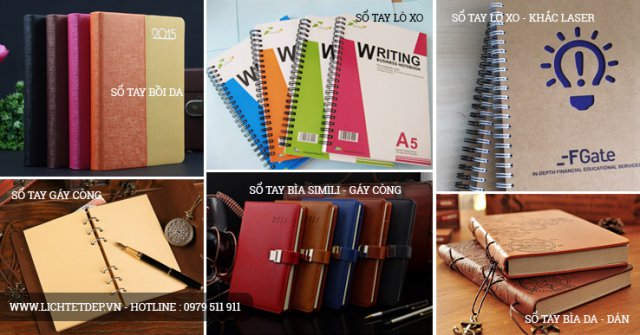 2015
SỔ TAY BỒI DA
SỔ TAY LÒ XO
WRITING
BUSINESS NOTEBOOK
A5
SỔ TAY LÒ XO - KHẮC LASER
-FGate
IN-DEPTH FINANCIAL EDUCATIONAL SERVICES
SỔ TAY GÁY CÒNG
WWW.LICHTETDEP.VN - HOTLINE : 0979 511 911
SỔ TAY BÌA SIMILI - GÁY CÒNG
SỔ TAY BÌA DA - DÁN